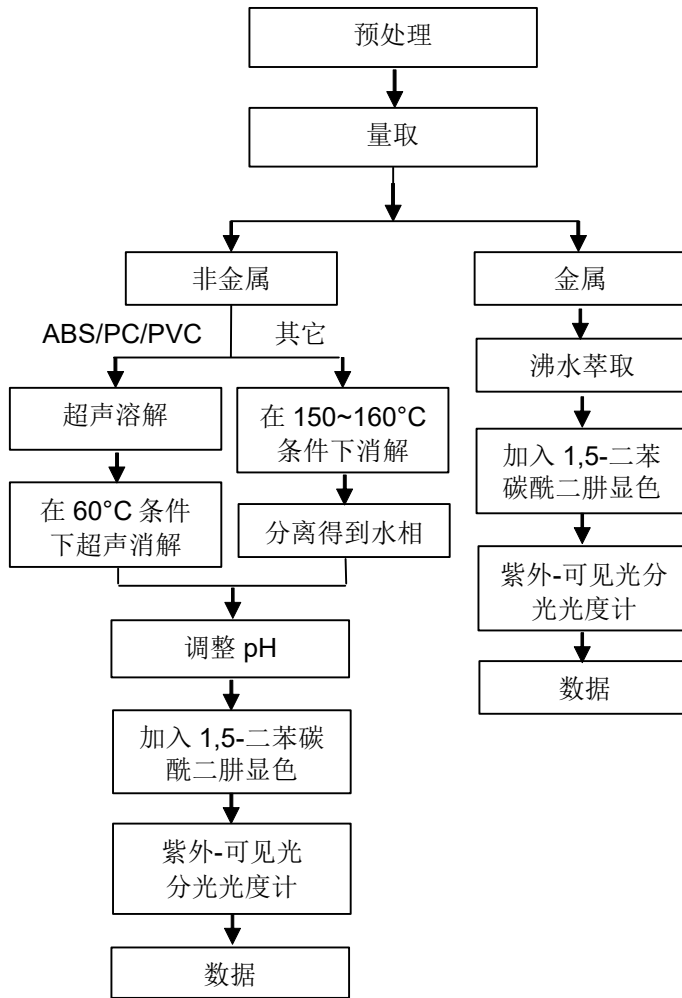 预处理
量取
非金属
金属
ABS/PC/PVC
其它
沸水萃取
超声溶解
在 150~160°C
条件下消解
加入 1,5-二苯
碳酰二肼显色
在 60°C 条件
下超声消解
分离得到水相
紫外-可见光分
光光度计
调整 pH
数据
加入 1,5-二苯碳
酰二肼显色
紫外-可见光
分光光度计
数据